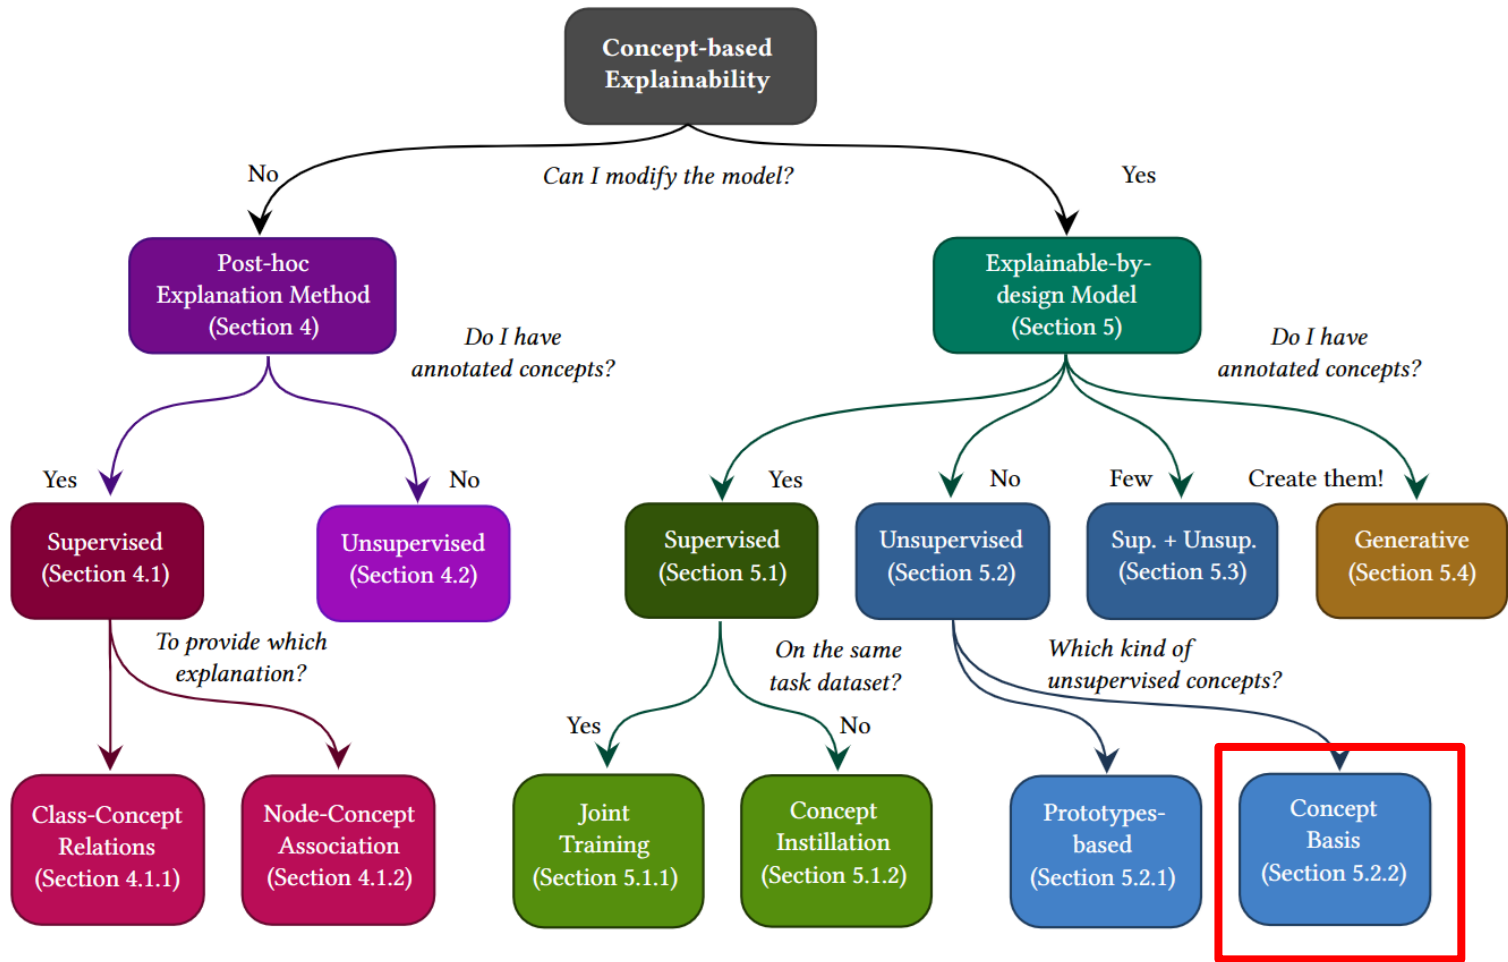 Concept-based
Explainability
No
Can I modify the model?
Yes
Post-hoc
Explanation Method
(Section 4)
Explainable-by-
design Model
(Section 5)
Do I have
annotated concepts?
Do I have
annotated concepts?
Yes
No
Yes
No
Few
Create them!
Supervised
(Section 4.1)
Unsupervised
(Section 4.2)
Supervised
(Section 5.1)
Unsupervised
(Section 5.2)
Sup. + Unsup.
(Section 5.3)
Generative
(Section 5.4)
To provide which
explanation?
On the same
task dataset?
Which kind of
unsupervised concepts?
Yes
No
Class-Concept
Relations
(Section 4.1.1)
Node-Concept
Association
(Section 4.1.2)
Joint
Training
(Section 5.1.1)
Concept
Instillation
(Section 5.1.2)
Prototypes-
based
(Section 5.2.1)
Concept
Basis
(Section 5.2.2)